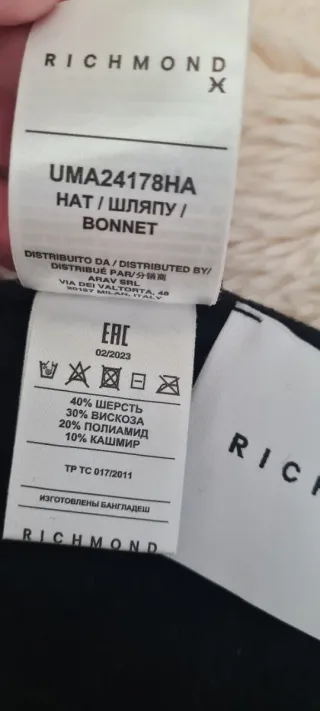 RICHMOND
UMA24178HA
HAT / ШЛЯПУ /
BONNET
DISTRIBUITO DA / DISTRIBUTED BY/
DISTRIBUÉ PAR/分销商
ARAV SRL
VIA DEI VALTORTA, 48
20127 MILAN, ITALY
EAC
02/2023
40% ШЕРСТЬ
30% ВИСКОЗА
20% ПОЛИАМИД
10% КАШМИР
ТР ТС 017/2011
ИЗГОТОВЛЕНЫ БАНГЛАДЕШ
RICHMOND
RICH